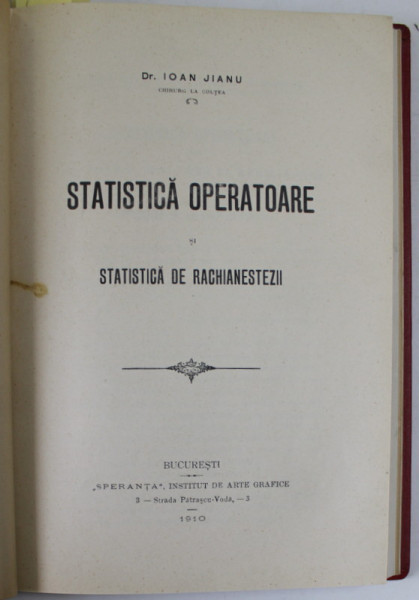 Dr. IOAN JIANU
CHIRURG LA COLȚEA
STATISTICĂ OPERATOARE
ȘI
STATISTICĂ DE RACHIANESTEZII
BUCUREȘTI
„SPERANȚA”, INSTITUT DE ARTE GRAFICE
3 — Strada Pătrașcu-Vodă, — 3
1910